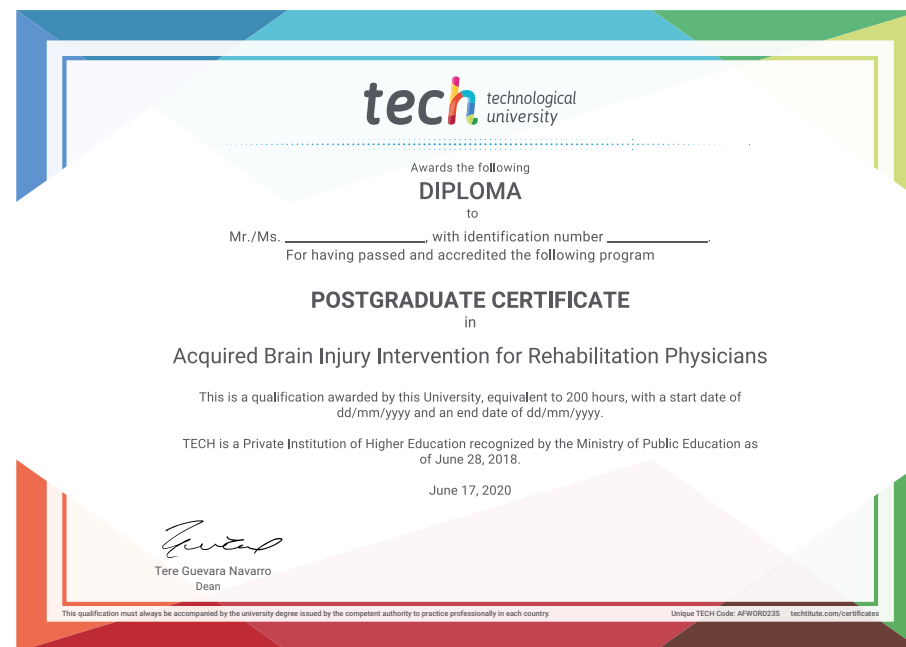 tech technological
university
Awards the following
DIPLOMA
to
Mr./Ms. ____________________, with identification number ______________.
For having passed and accredited the following program
POSTGRADUATE CERTIFICATE
in
Acquired Brain Injury Intervention for Rehabilitation Physicians
This is a qualification awarded by this University, equivalent to 200 hours, with a start date of
dd/mm/yyyy and an end date of dd/mm/yyyy.
TECH is a Private Institution of Higher Education recognized by the Ministry of Public Education as
of June 28, 2018.
June 17, 2020
Tere Guevara Navarro
Dean
This qualification must always be accompanied by the university degree issued by the competent authority to practice professionally in each country. Unique TECH Code: AFWORD23S techtitute.com/certificates